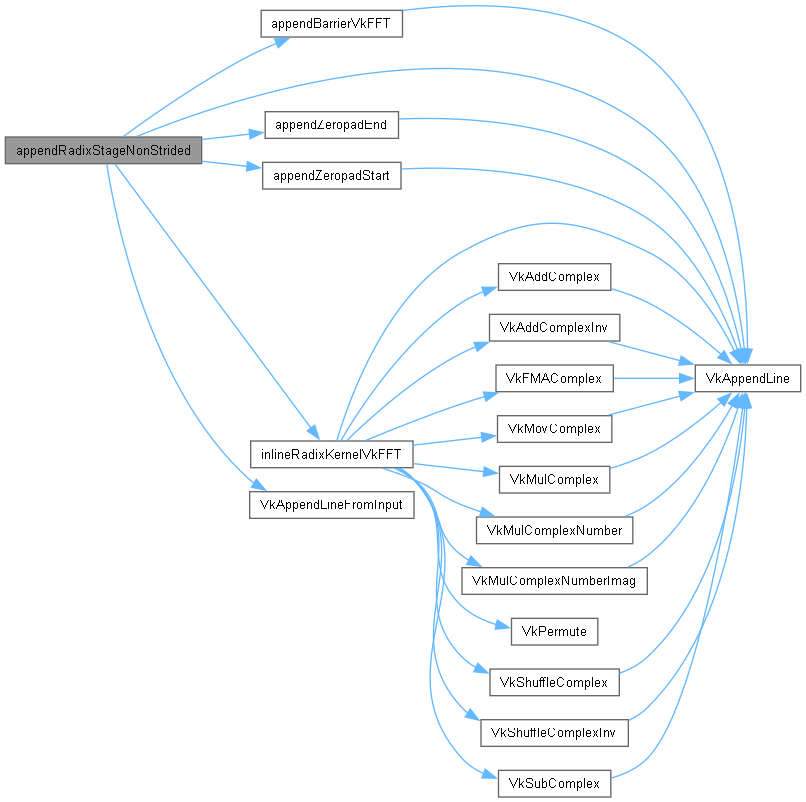 appendBarrierVkFFT
appendZeropadEnd
appendRadixStageNonStrided
appendZeropadStart
VkAddComplex
VkAddComplexInv
VkFMAComplex
VkAppendLine
VkMovComplex
inlineRadixKernelVkFFT
VkMulComplex
VkAppendLineFromInput
VkMulComplexNumber
VkMulComplexNumberImag
VkPermute
VkShuffleComplex
VkShuffleComplexInv
VkSubComplex